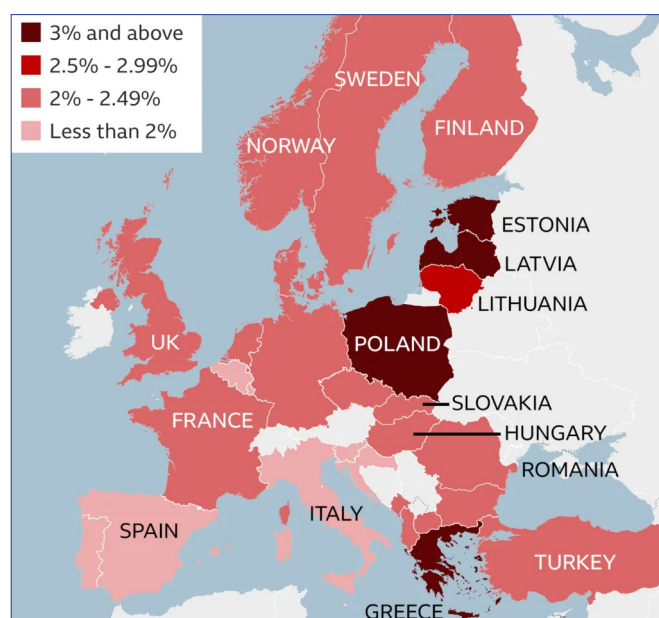 3% and above
2.5% - 2.99%
2% - 2.49%
Less than 2%
SWEDEN
FINLAND
NORWAY
ESTONIA
LATVIA
LITHUANIA
UK
POLAND
SLOVAKIA
FRANCE
HUNGARY
ROMANIA
ITALY
SPAIN
TURKEY
GREECE